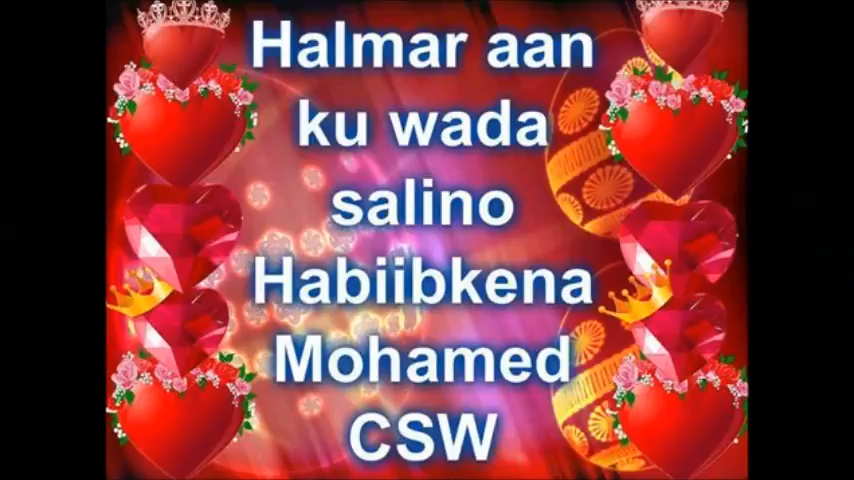 Halmar aan
ku wada
salino
Habiibkena
Mohamed
CSW